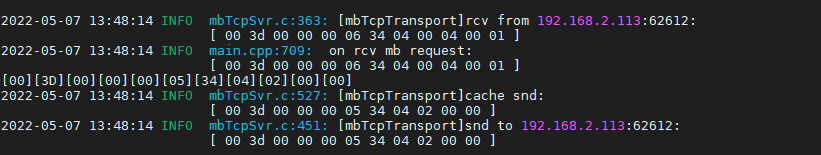 2022-05-07 13:48:14 INFO  mbTcpSvr.c:363: [mbTcpTransport]rcv from 192.168.2.113:62612:
[ 00 3d 00 00 00 06 34 04 00 04 00 01 ]
2022-05-07 13:48:14 INFO  main.cpp:709:  on rcv mb request:
[ 00 3d 00 00 00 06 34 04 00 04 00 01 ]
[00][3D][00][00][00][05][34][04][02][00][00]
2022-05-07 13:48:14 INFO  mbTcpSvr.c:527: [mbTcpTransport]cache snd:
[ 00 3d 00 00 00 05 34 04 02 00 00 ]
2022-05-07 13:48:14 INFO  mbTcpSvr.c:451: [mbTcpTransport]snd to 192.168.2.113:62612:
[ 00 3d 00 00 00 05 34 04 02 00 00 ]